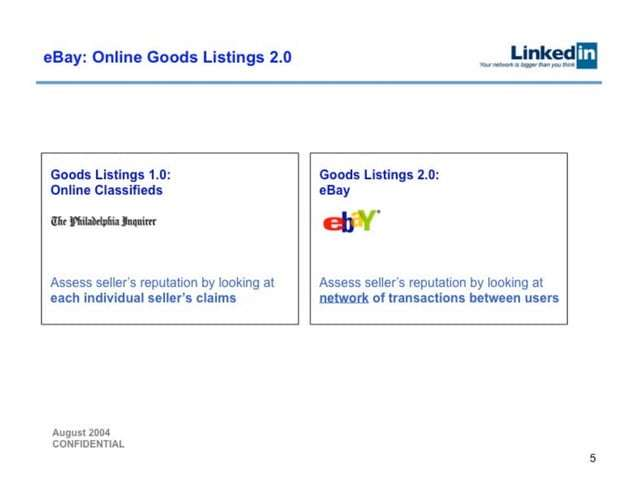 eBay: Online Goods Listings 2.0
Linkedin
Your network is bigger than you think
Goods Listings 1.0:
Online Classifieds
The Philadelphia Inquirer
Assess seller's reputation by looking at
each individual seller's claims
Goods Listings 2.0:
eBay
ebay®
Assess seller's reputation by looking at
network of transactions between users
August 2004
CONFIDENTIAL
5